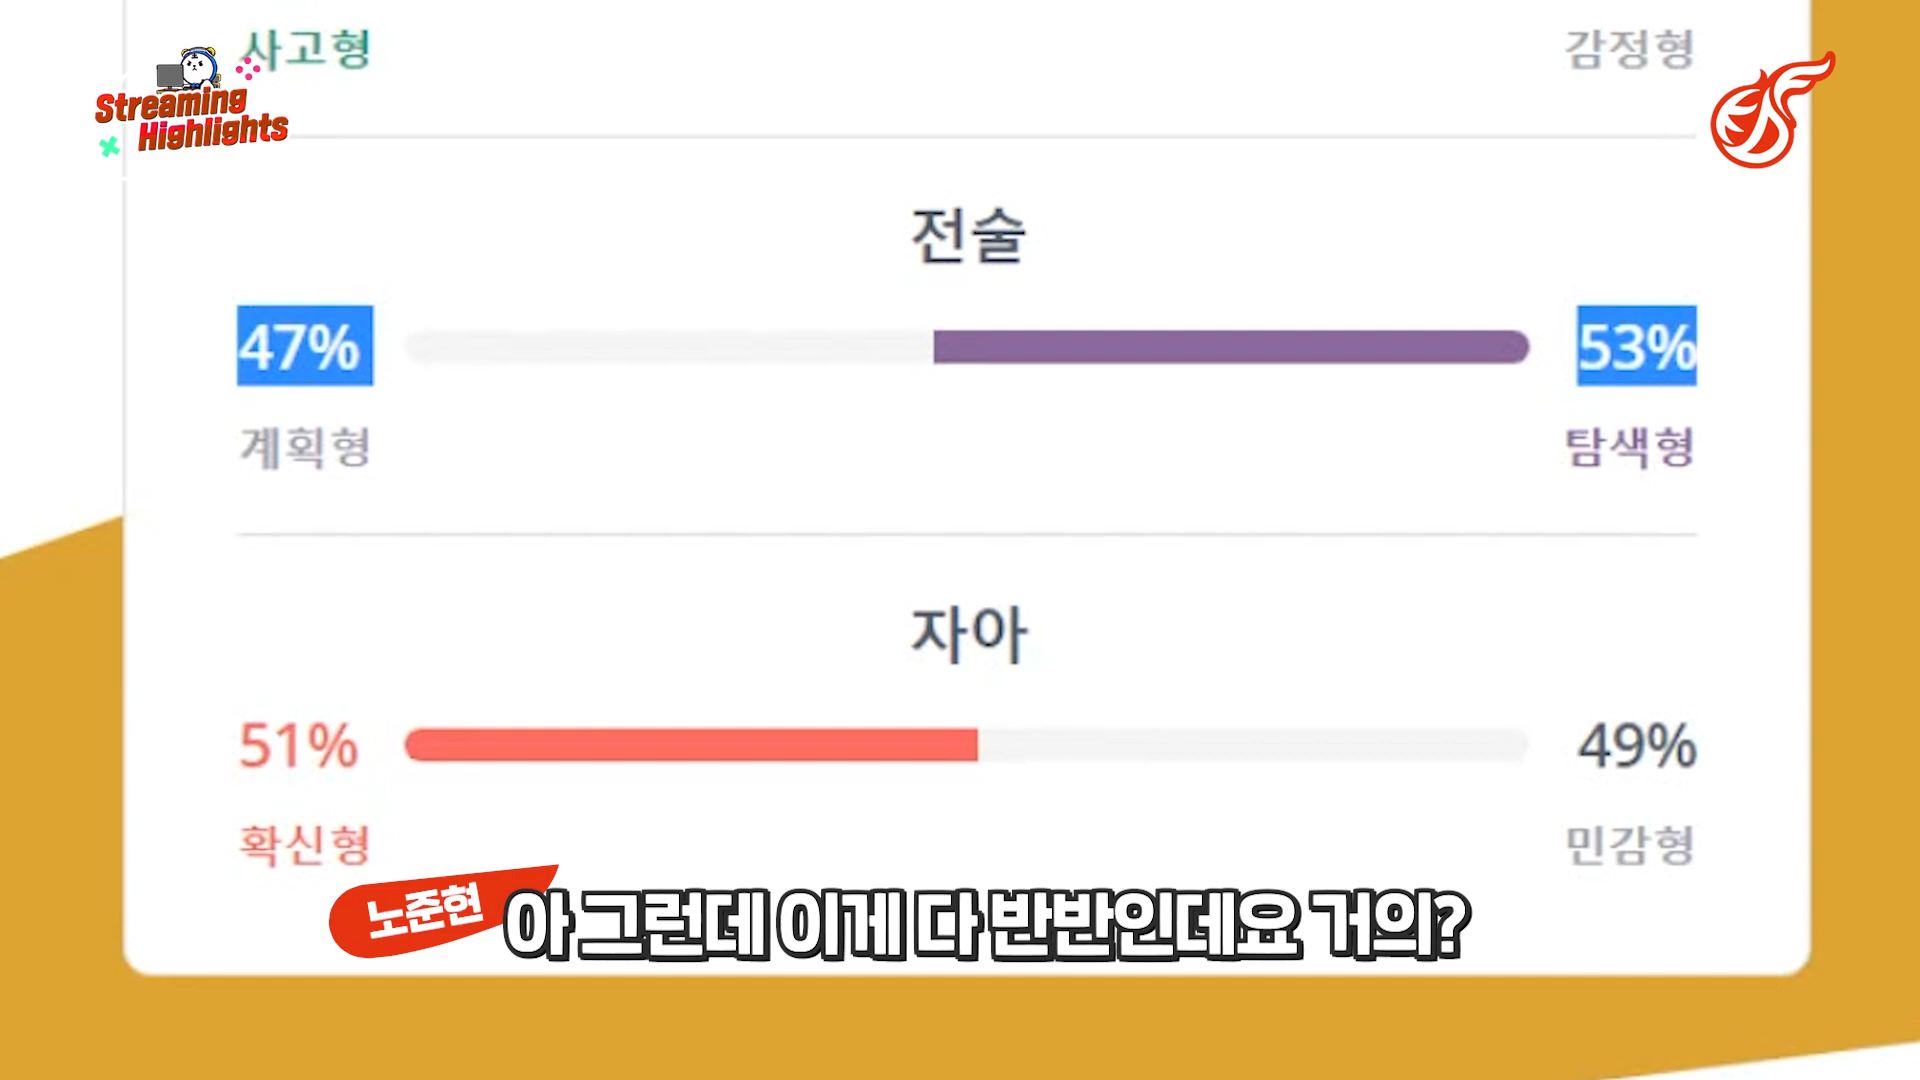 사고형
감정형
Streaming
Highlights
전술
47%
53%
계획형
탐색형
자아
51%
49%
확신형
민감형
노준현
아 그런데 이게 다 반반인데요 거의?